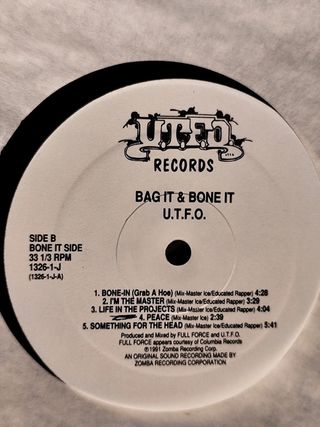 U.T.F.O.
RECORDS
BAG IT & BONE IT
U.T.F.O.
SIDE B
BONE IT SIDE
33 1/3 RPM
1326-1-J
(1326-1-J-A)
1. BONE-IN (Grab A Hoe) (Mix-Master Ice/Educated Rapper) 4:28
2. I'M THE MASTER (Mix-Master Ice/Educated Rapper) 3:29
3. LIFE IN THE PROJECTS (Mix-Master Ice/Educated Rapper) 4:04
4. PEACE (Mix-Master Ice) 2:39
5. SOMETHING FOR THE HEAD (Mix-Master Ice/Educated Rapper) 3:41
Produced and Mixed by FULL FORCE and U.T.F.O.
FULL FORCE appears courtesy of Columbia Records
℗1991 Zomba Recording Corp.
AN ORIGINAL SOUND RECORDING MADE BY
ZOMBA RECORDING CORPORATION